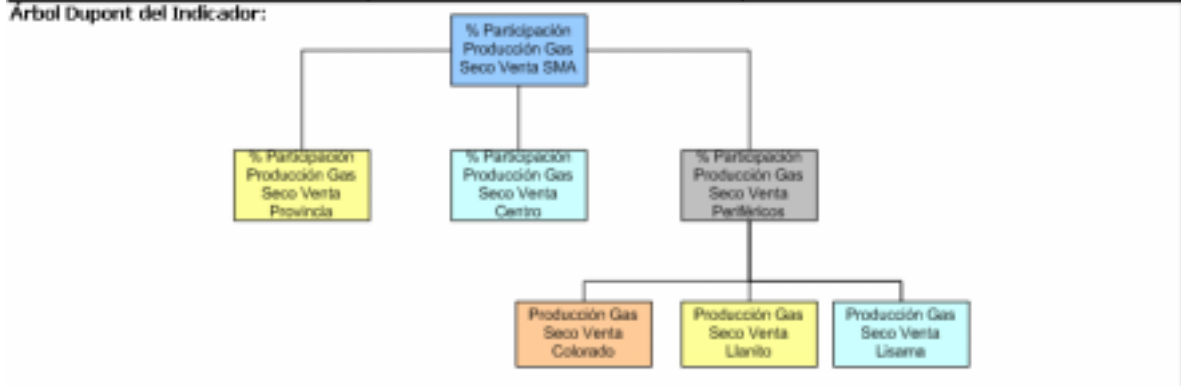 Árbol Dupont del Indicador:
% Participación
Producción Gas
Seco Venta SMA
% Participación
Producción Gas
Seco Venta
Provincia
% Participación
Producción Gas
Seco Venta
Centro
% Participación
Producción Gas
Seco Venta
Periféricos
Producción Gas
Seco Venta
Colorado
Producción Gas
Seco Venta
Llanito
Producción Gas
Seco Venta
Lisama